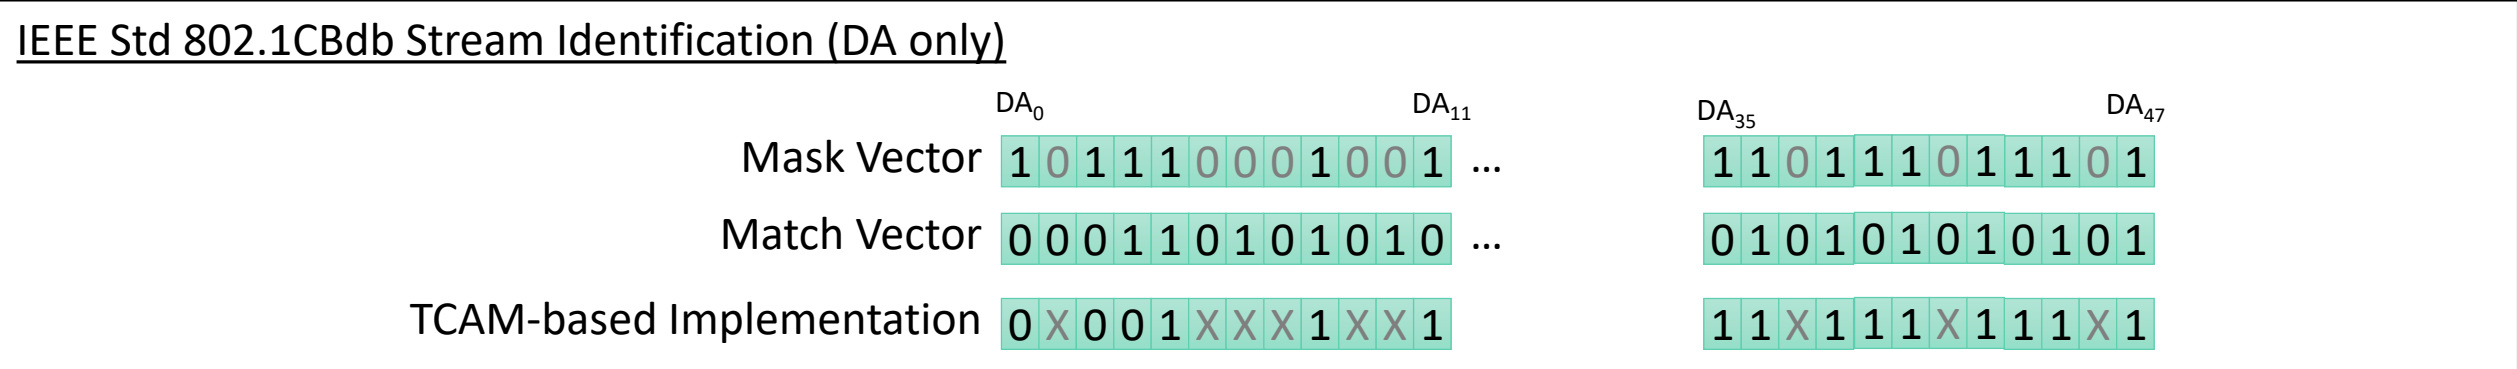 IEEE Std 802.1CBdb Stream Identification (DA only)
DA0 DA11 DA35 DA47
Mask Vector 1 0 1 1 1 0 0 0 1 0 0 1 ... 1 1 0 1 1 1 0 1 1 1 0 1
Match Vector 0 0 0 1 1 0 1 0 1 0 1 0 ... 0 1 0 1 0 1 0 1 0 1 0 1
TCAM-based Implementation 0 X 0 0 1 X X X 1 X X 1 1 1 X 1 1 1 X 1 1 1 X 1